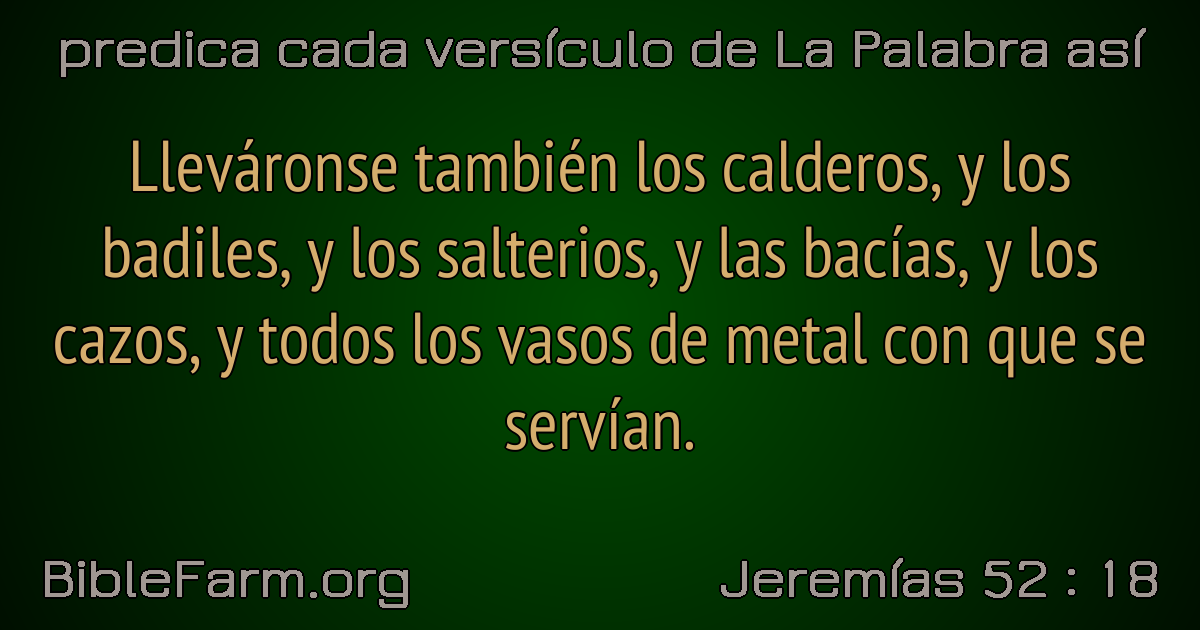 predica cada versículo de La Palabra así
Lleváronse también los calderos, y los
badiles, y los salterios, y las bacías, y los
cazos, y todos los vasos de metal con que se
servían.
BibleFarm.org
Jeremías 52 : 18